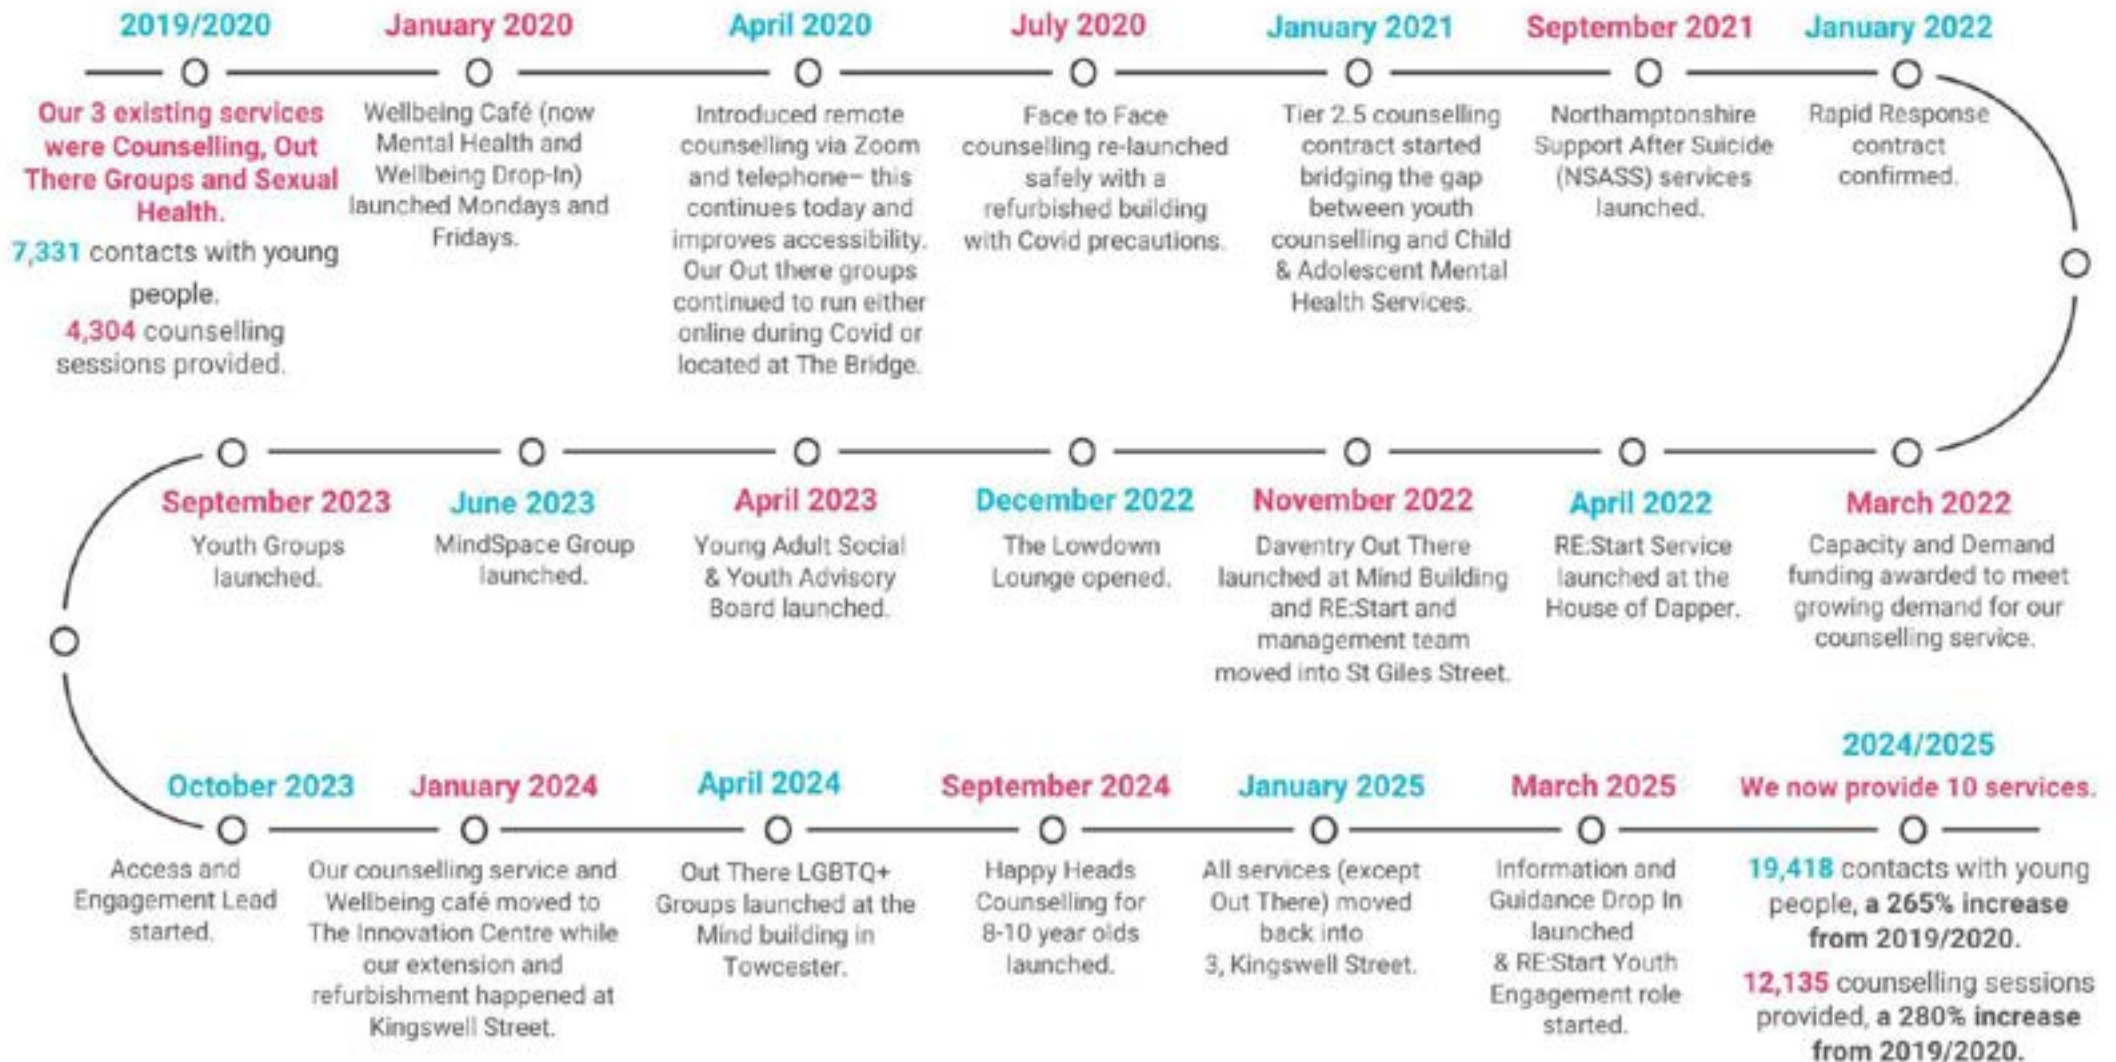 2019/2020
Our 3 existing services
were Counselling, Out
There Groups and Sexual
Health.
7,331 contacts with young
people.
4,304 counselling
sessions provided.
January 2020
Wellbeing Café (now
Mental Health and
Wellbeing Drop-In)
launched Mondays and
Fridays.
April 2020
Introduced remote
counselling via Zoom
and telephone– this
continues today and
improves accessibility.
Our Out there groups
continued to run either
online during Covid or
located at The Bridge.
July 2020
Face to Face
counselling re-launched
safely with a
refurbished building
with Covid precautions.
January 2021
Tier 2.5 counselling
contract started
bridging the gap
between youth
counselling and Child
& Adolescent Mental
Health Services.
September 2021
Northamptonshire
Support After Suicide
(NSASS) services
launched.
January 2022
Rapid Response
contract
confirmed.
March 2022
Capacity and Demand
funding awarded to meet
growing demand for our
counselling service.
April 2022
RE:Start Service
launched at the
House of Dapper.
November 2022
Daventry Out There
launched at Mind Building
and RE:Start and
management team
moved into St Giles Street.
December 2022
The Lowdown
Lounge opened.
April 2023
Young Adult Social
& Youth Advisory
Board launched.
June 2023
MindSpace Group
launched.
September 2023
Youth Groups
launched.
October 2023
Access and
Engagement Lead
started.
January 2024
Our counselling service and
Wellbeing café moved to
The Innovation Centre while
our extension and
refurbishment happened at
Kingswell Street.
April 2024
Out There LGBTQ+
Groups launched at the
Mind building in
Towcester.
September 2024
Happy Heads
Counselling for
8-10 year olds
launched.
January 2025
All services (except
Out There) moved
back into
3, Kingswell Street.
March 2025
Information and
Guidance Drop In
launched
& RE:Start Youth
Engagement role
started.
2024/2025
We now provide 10 services.
19,418 contacts with young
people, a 265% increase
from 2019/2020.
12,135 counselling sessions
provided, a 280% increase
from 2019/2020.